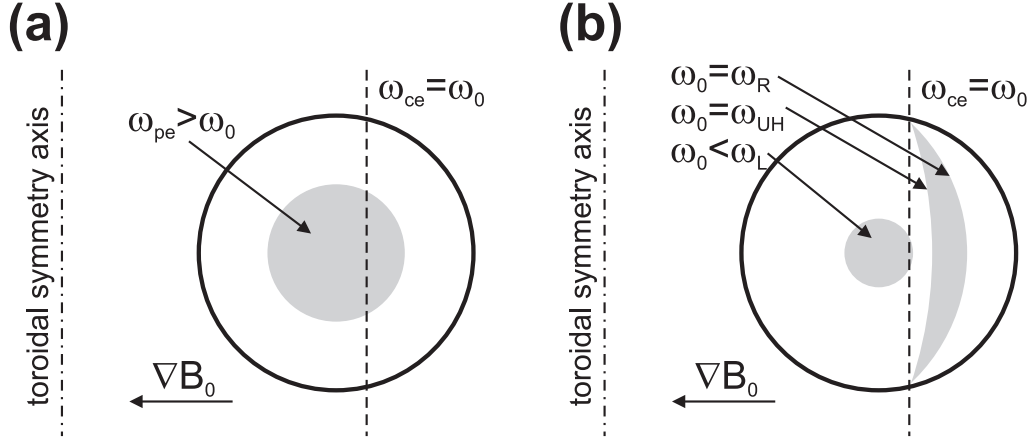 (a)
toroidal symmetry axis
ωce=ω0
ωpe>ω0
∇B0
(b)
toroidal symmetry axis
ω0=ωR
ωce=ω0
ω0=ωUH
ω0<ωL
∇B0